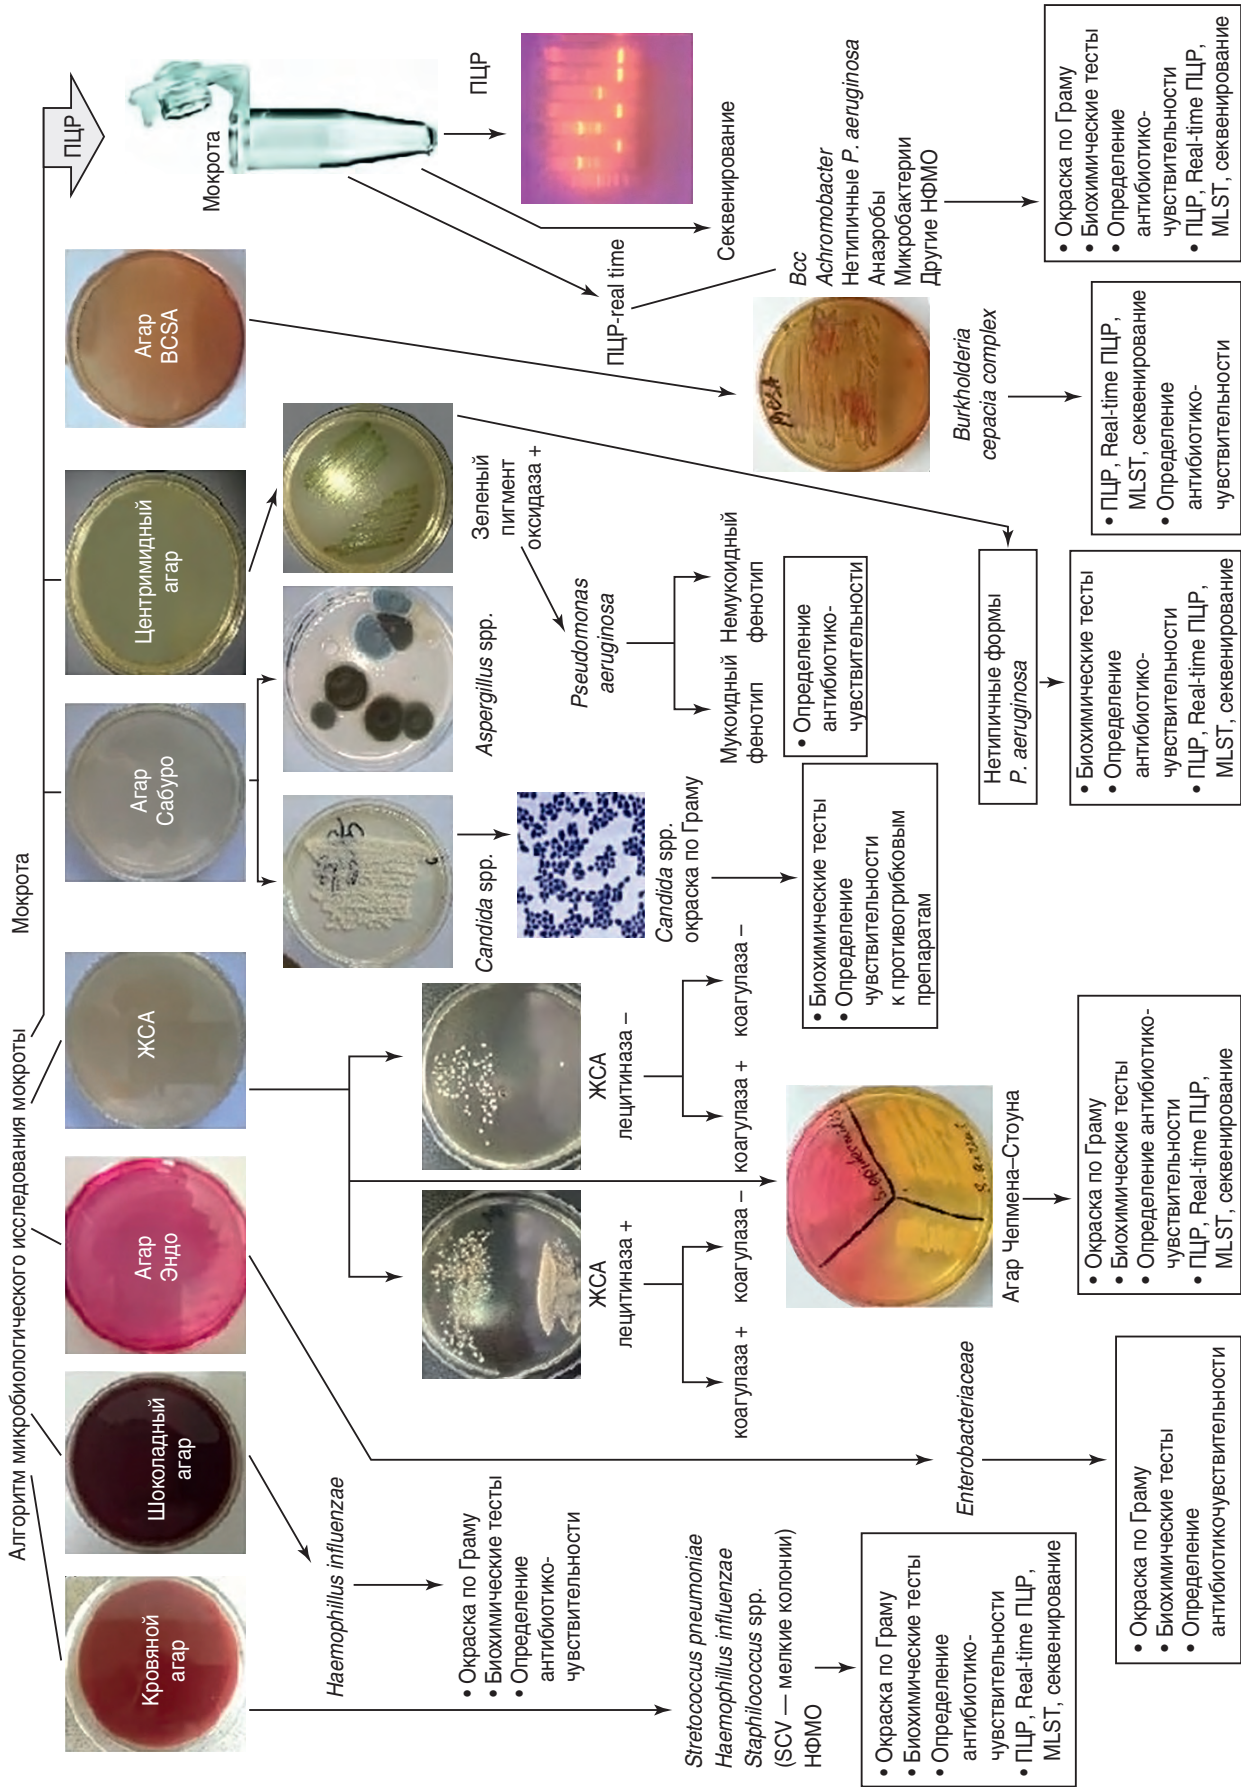 Алгоритм микробиологического исследования мокроты
Мокрота
Кровяной
агар
Шоколадный
агар
Агар
Эндо
ЖСА
Агар
Сабуро
Центримидный
агар
Агар
BCSA
ПЦР
Мокрота
ПЦР
Секвенирование
ПЦР-real time
Bcc
Achromobacter
Нетипичные P. aeruginosa
Анаэробы
Микробактерии
Другие НФМО
• Окраска по Граму
• Биохимические тесты
• Определение
антибиотико-
чувствительности
• ПЦР, Real-time ПЦР,
MLST, секвенирование
Haemophillus influenzae
• Окраска по Граму
• Биохимические тесты
• Определение
антибиотико-
чувствительности
Stretococcus pneumoniae
Haemophillus influenzae
Staphilococcus spp.
(SCV — мелкие колонии)
НФМО
• Окраска по Граму
• Биохимические тесты
• Определение
антибиотико-
чувствительности
• ПЦР, Real-time ПЦР,
MLST, секвенирование
Enterobacteriaceae
• Окраска по Граму
• Биохимические тесты
• Определение
антибиотикочувствительности
ЖСА
лецитиназа +
коагулаза +
коагулаза –
ЖСА
лецитиназа –
коагулаза +
коагулаза –
S. epidermidis
S. aureus
Агар Чепмена–Стоуна
• Окраска по Граму
• Биохимические тесты
• Определение антибиотико-
чувствительности
• ПЦР, Real-time ПЦР,
MLST, секвенирование
Candida spp.
Candida spp.
окраска по Граму
• Биохимические тесты
• Определение
чувствительности
к противогрибковым
препаратам
Aspergillus spp.
Зеленый
пигмент
оксидаза +
Pseudomonas
aeruginosa
Мукоидный
фенотип
Немукоидный
фенотип
• Определение
антибиотико-
чувствительности
Нетипичные формы
P. aeruginosa
• Биохимические тесты
• Определение
антибиотико-
чувствительности
• ПЦР, Real-time ПЦР,
MLST, секвенирование
Burkholderia
cepacia complex
• ПЦР, Real-time ПЦР,
MLST, секвенирование
• Определение
антибиотико-
чувствительности